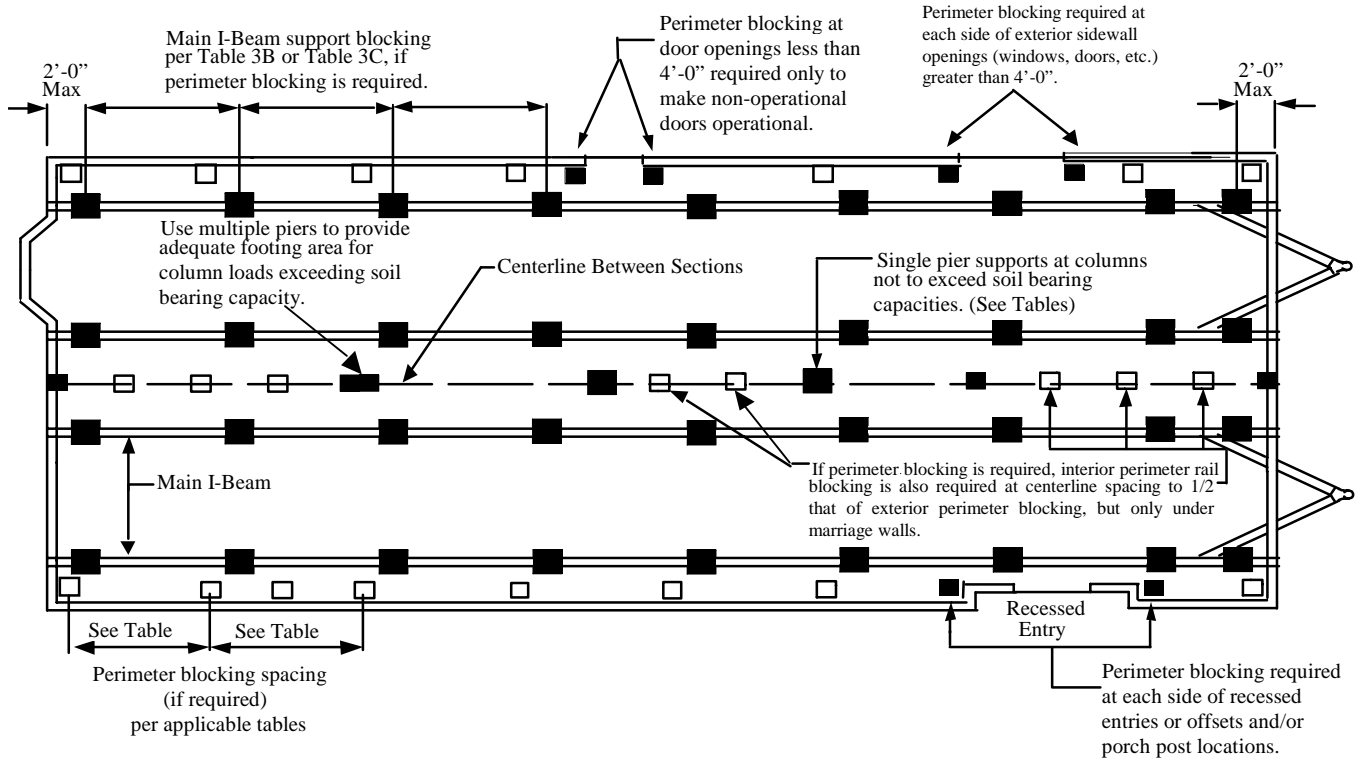 Main I-Beam support blocking
per Table 3B or Table 3C, if
perimeter blocking is required.
2’-0”
Max
Perimeter blocking at
door openings less than
4’-0” required only to
make non-operational
doors operational.
Perimeter blocking required at
each side of exterior sidewall
openings (windows, doors, etc.)
greater than 4’-0”.
2’-0”
Max
Use multiple piers to provide
adequate footing area for
column loads exceeding soil
bearing capacity.
Centerline Between Sections
Single pier supports at columns
not to exceed soil bearing
capacities. (See Tables)
Main I-Beam
If perimeter blocking is required, interior perimeter rail
blocking is also required at centerline spacing to 1/2
that of exterior perimeter blocking, but only under
marriage walls.
See Table
See Table
Perimeter blocking spacing
(if required)
per applicable tables
Recessed
Entry
Perimeter blocking required
at each side of recessed
entries or offsets and/or
porch post locations.